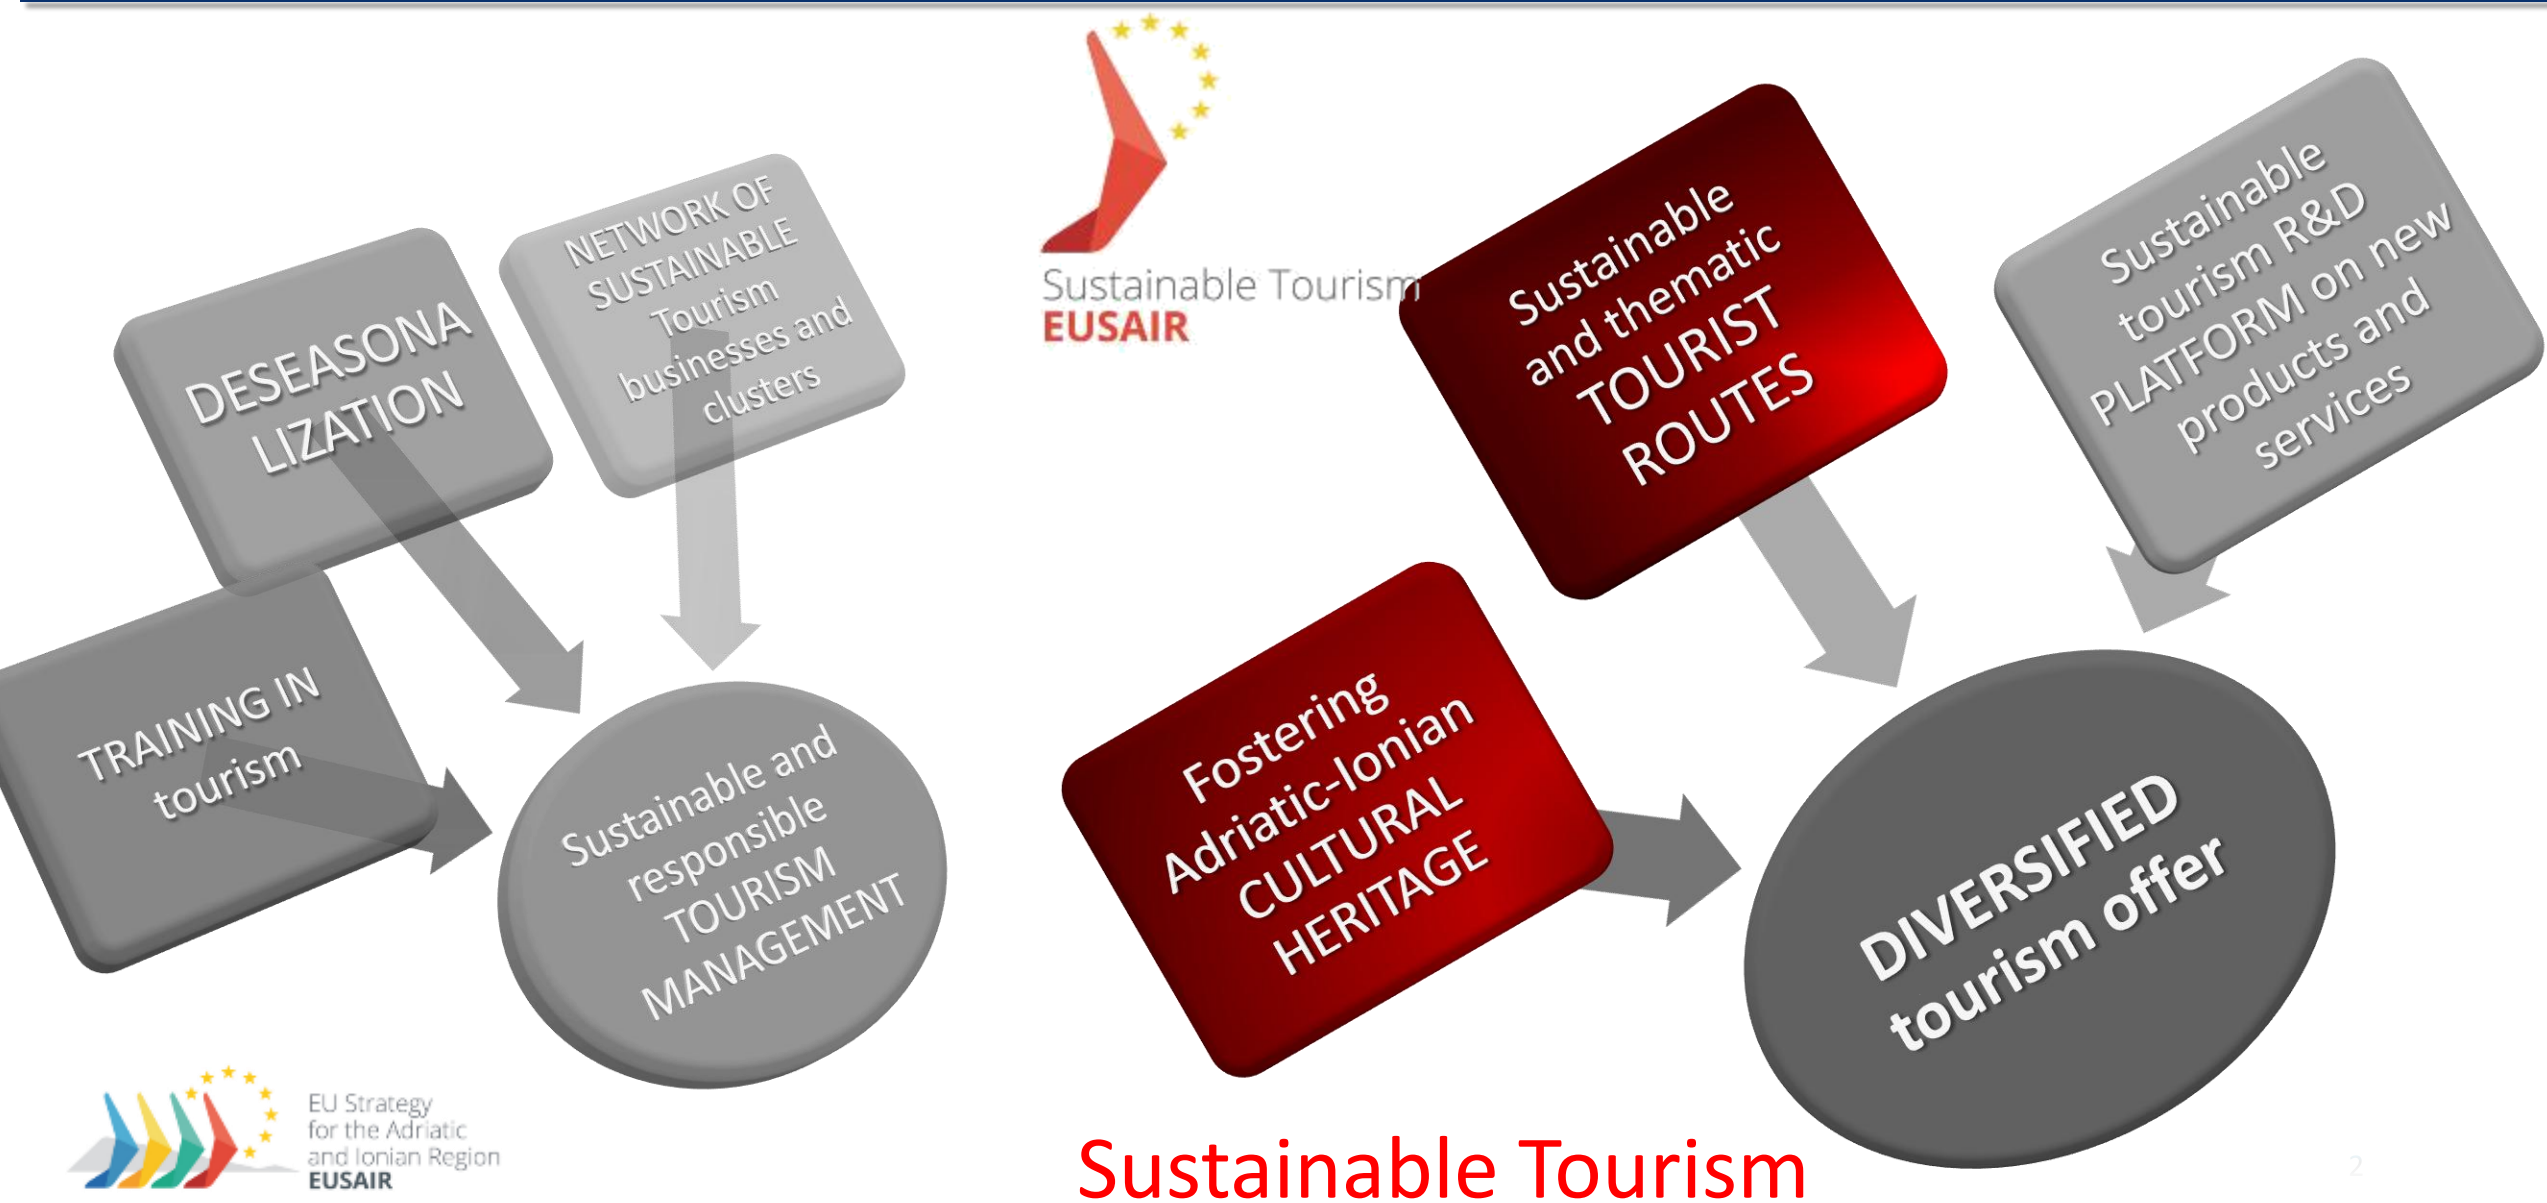 Sustainable Tourism
EUSAIR
NETWORK OF
SUSTAINABLE
Tourism
businesses and
clusters
DESEASONA
LIZATION
TRAINING IN
tourism
Sustainable and
responsible
TOURISM
MANAGEMENT
Sustainable
and thematic
TOURIST
ROUTES
Sustainable
tourism R&D
PLATFORM on new
products and
services
Fostering
Adriatic-Ionian
CULTURAL
HERITAGE
DIVERSIFIED
tourism offer
EU Strategy
for the Adriatic
and Ionian Region
EUSAIR
Sustainable Tourism
2